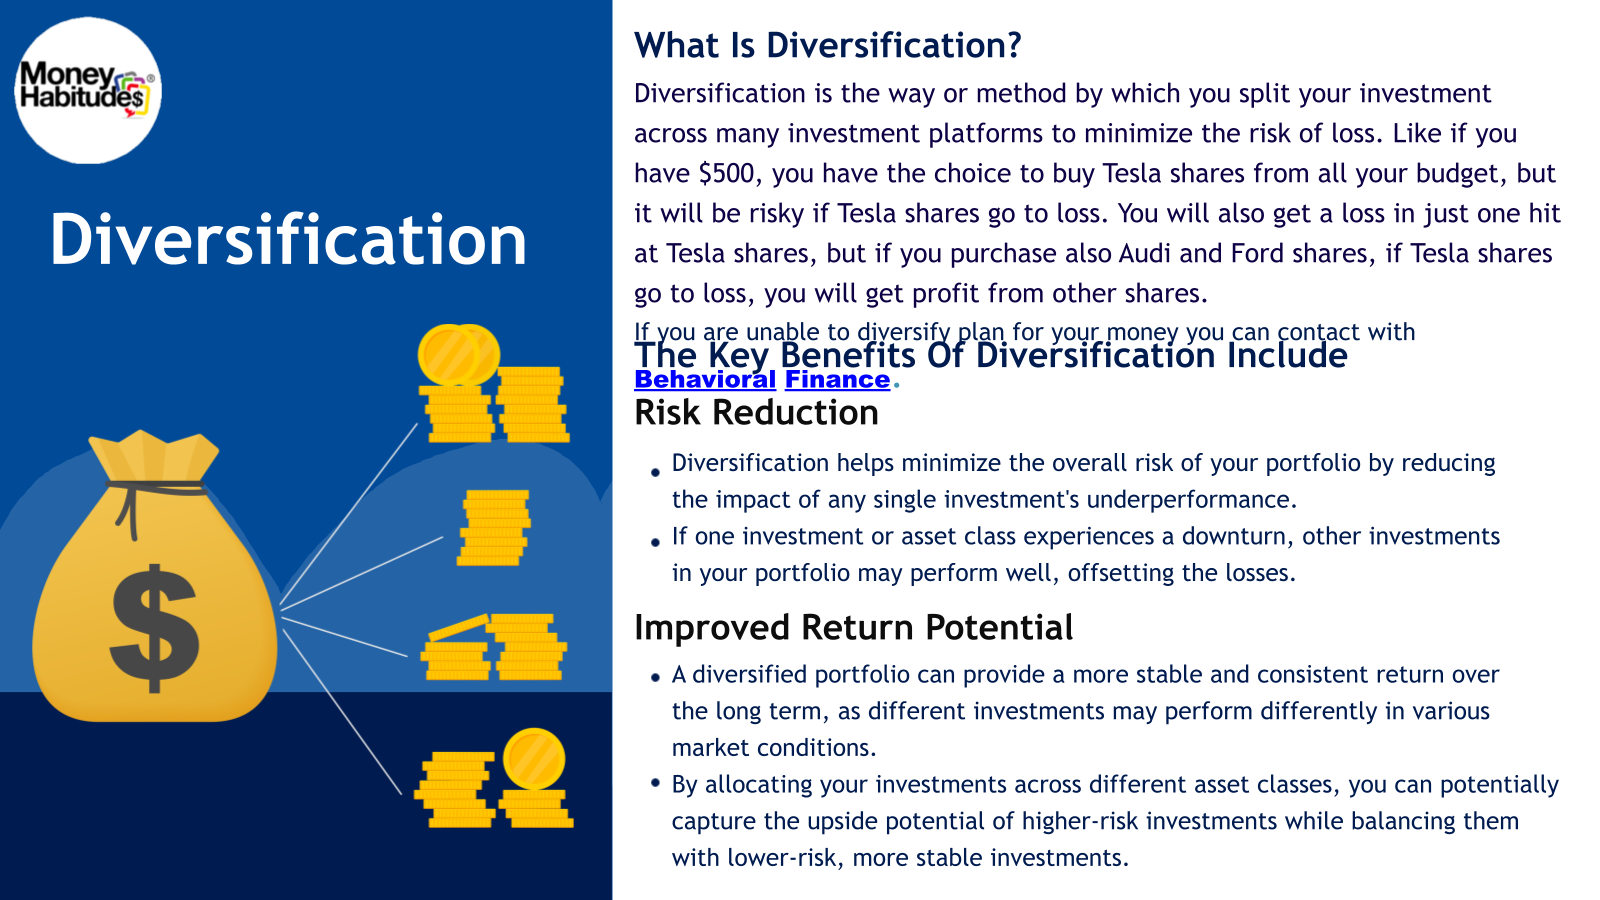 Money
Habitudes®
Diversification
$
What Is Diversification?
Diversification is the way or method by which you split your investment
across many investment platforms to minimize the risk of loss. Like if you
have $500, you have the choice to buy Tesla shares from all your budget, but
it will be risky if Tesla shares go to loss. You will also get a loss in just one hit
at Tesla shares, but if you purchase also Audi and Ford shares, if Tesla shares
go to loss, you will get profit from other shares.
If you are unable to diversify plan for your money you can contact with
The Key Benefits Of Diversification Include
Behavioral Finance.
Risk Reduction
• Diversification helps minimize the overall risk of your portfolio by reducing
the impact of any single investment's underperformance.
• If one investment or asset class experiences a downturn, other investments
in your portfolio may perform well, offsetting the losses.
Improved Return Potential
• A diversified portfolio can provide a more stable and consistent return over
the long term, as different investments may perform differently in various
market conditions.
• By allocating your investments across different asset classes, you can potentially
capture the upside potential of higher-risk investments while balancing them
with lower-risk, more stable investments.